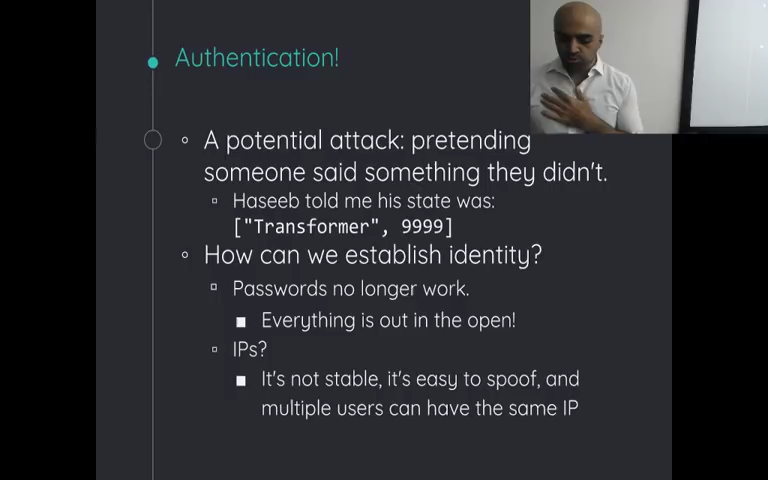 Authentication!
A potential attack: pretending
someone said something they didn't.
Haseeb told me his state was:
["Transformer", 9999]
How can we establish identity?
Passwords no longer work.
Everything is out in the open!
IPs?
It's not stable, it's easy to spoof, and
multiple users can have the same IP